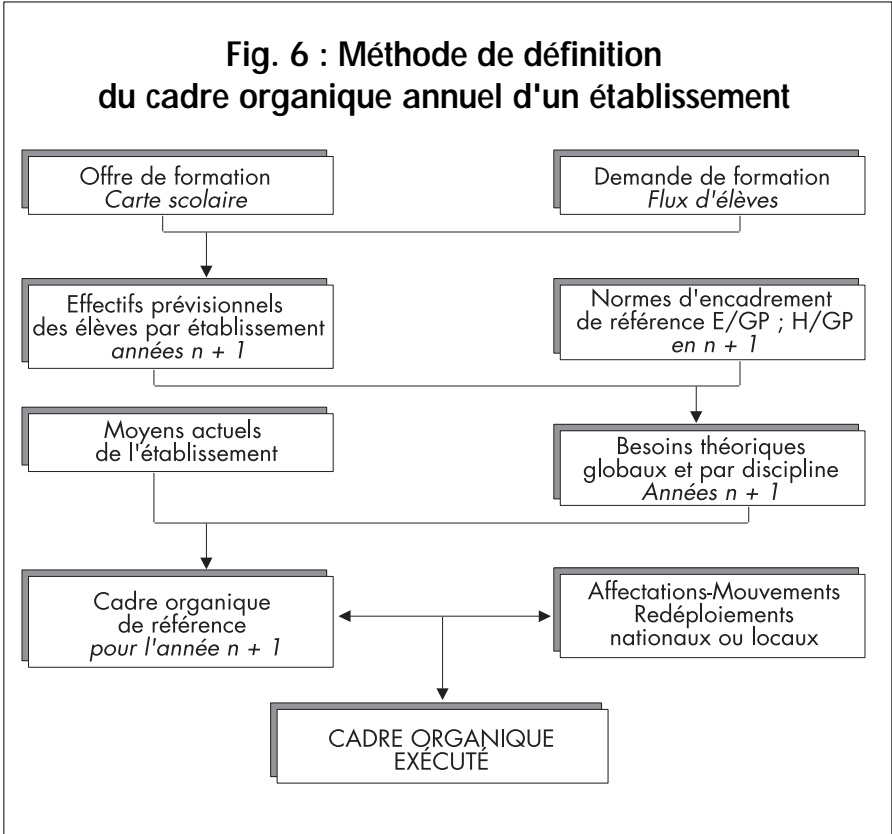 Fig. 6 : Méthode de définition
du cadre organique annuel d'un établissement
Offre de formation
Carte scolaire
Demande de formation
Flux d'élèves
Effectifs prévisionnels
des élèves par établissement
années n + 1
Normes d'encadrement
de référence E/GP ; H/GP
en n + 1
Moyens actuels
de l'établissement
Besoins théoriques
globaux et par discipline
Années n + 1
Cadre organique
de référence
pour l'année n + 1
Affectations-Mouvements
Redéploiements
nationaux ou locaux
CADRE ORGANIQUE
EXÉCUTÉ